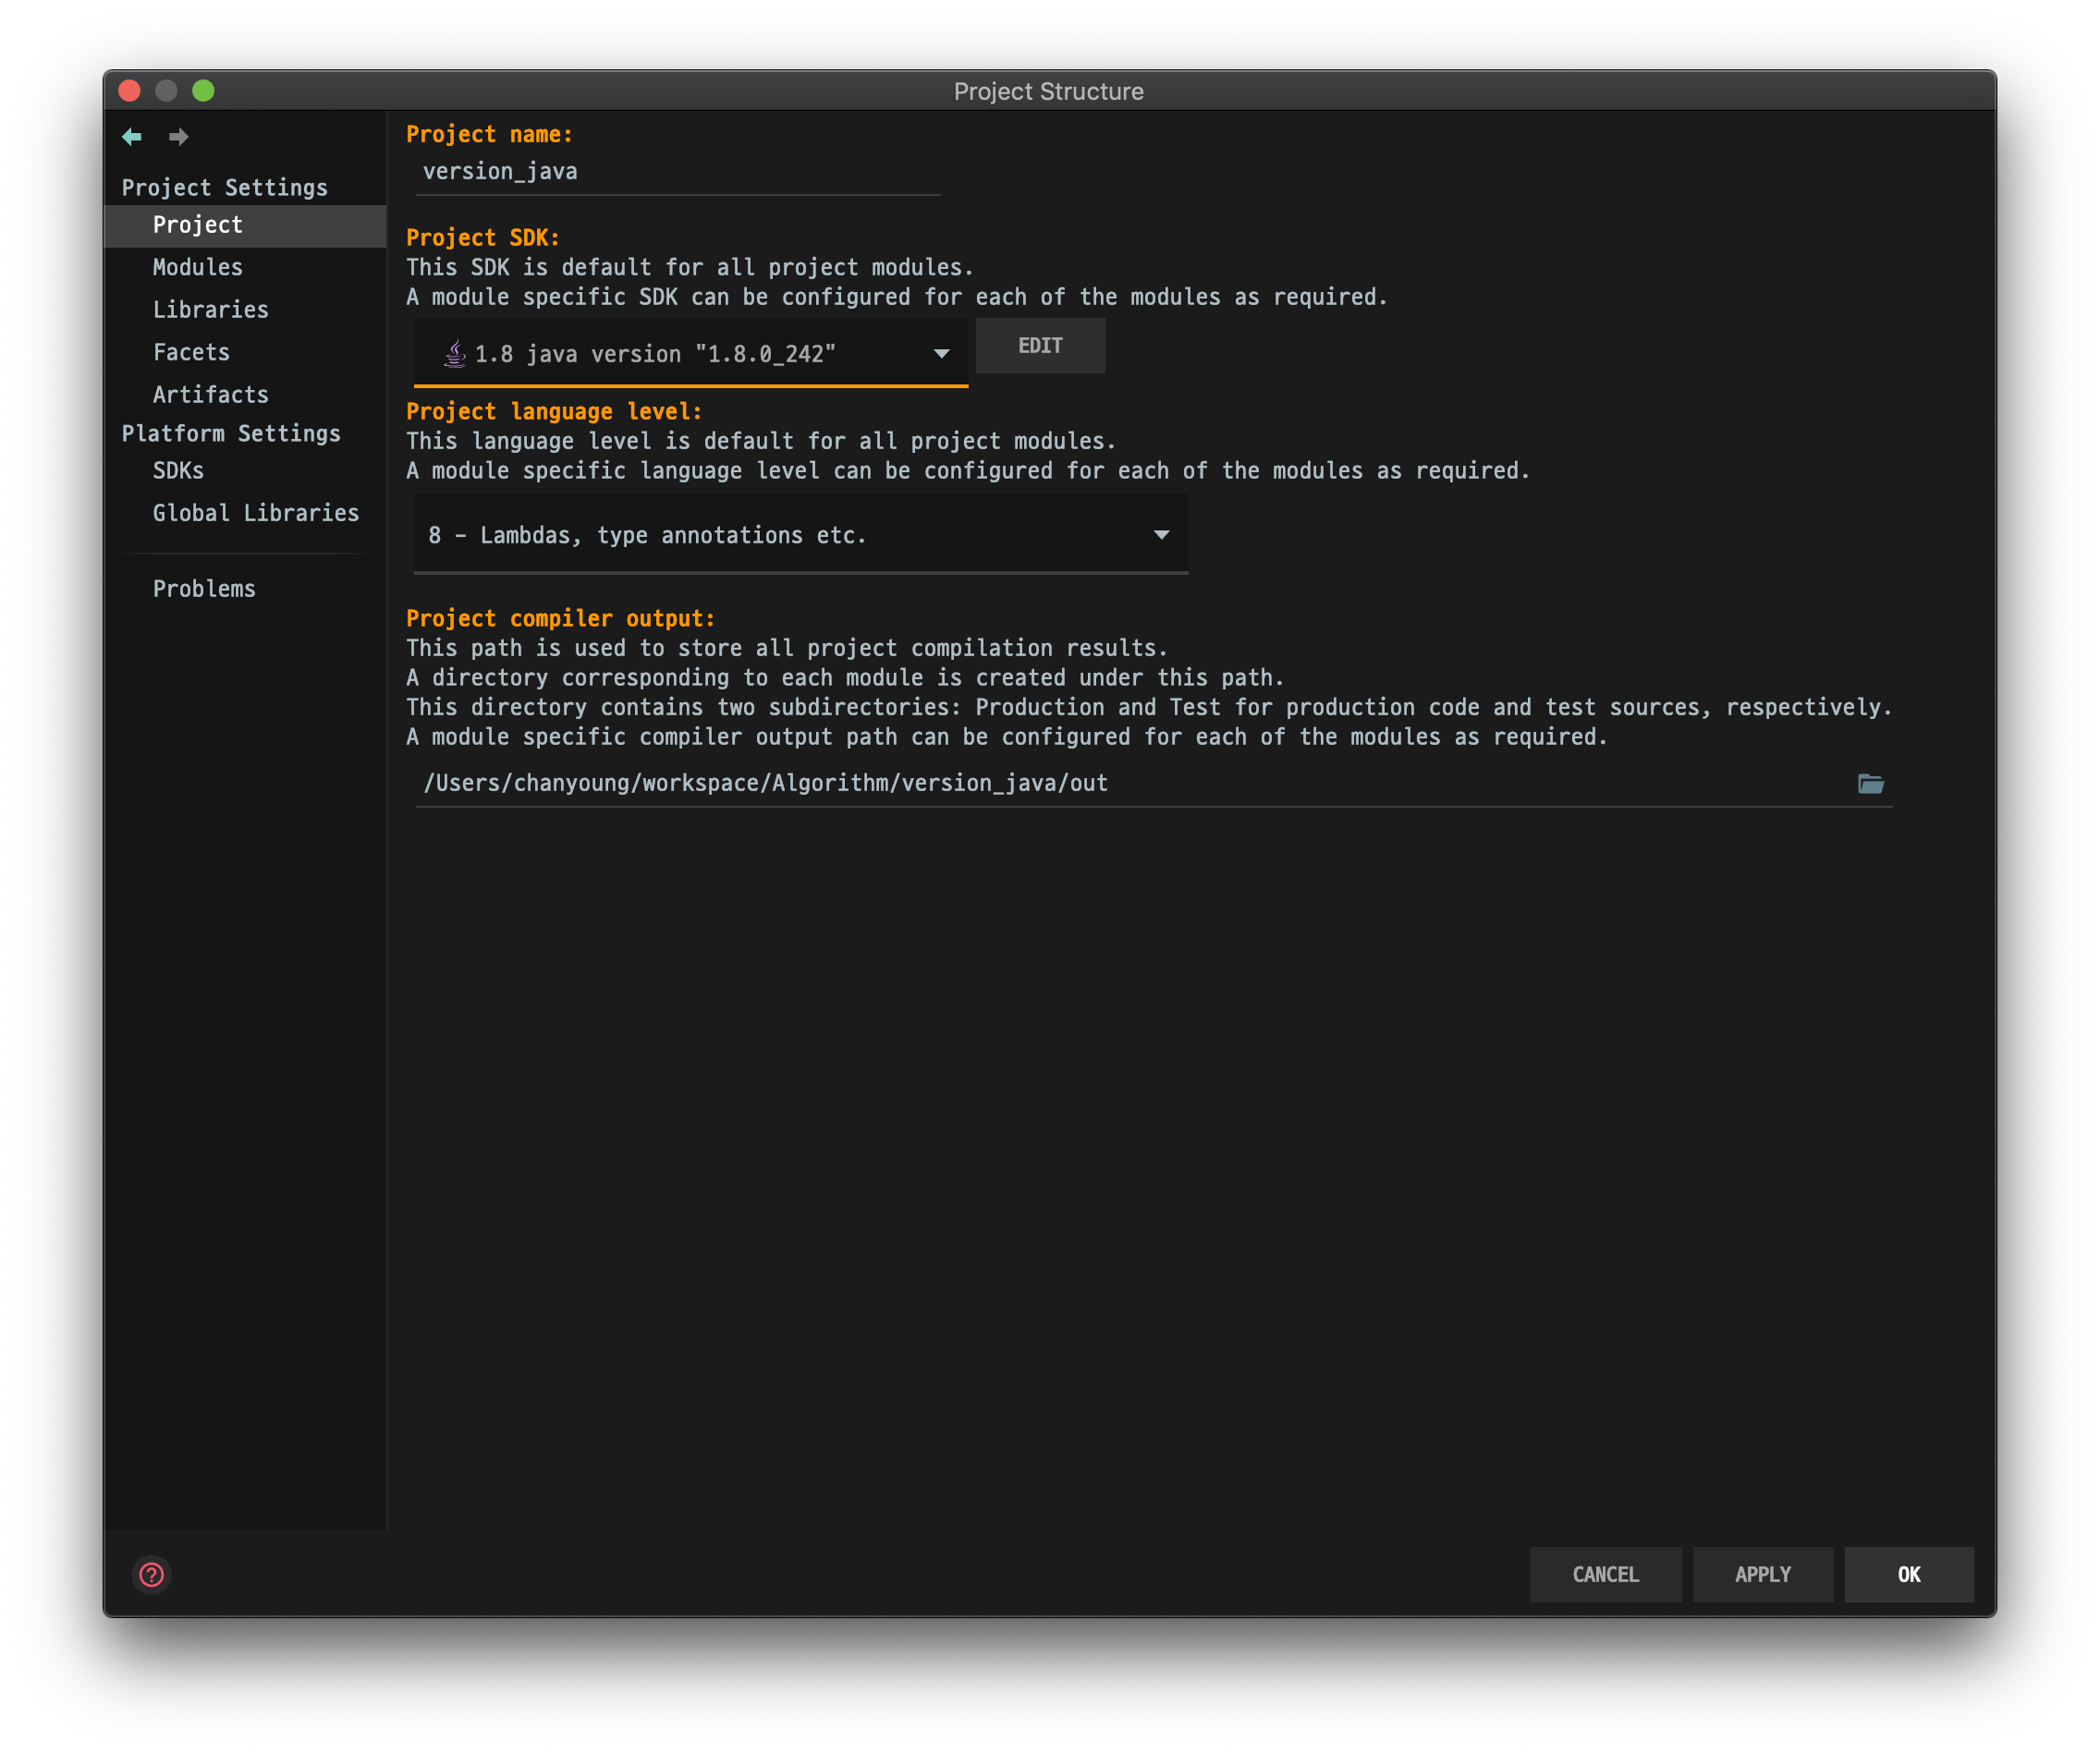 Project Structure
Project Settings
Project
Modules
Libraries
Facets
Artifacts
Platform Settings
SDKs
Global Libraries
Problems
Project name:
version_java
Project SDK:
This SDK is default for all project modules.
A module specific SDK can be configured for each of the modules as required.
1.8 java version "1.8.0_242"
EDIT
Project language level:
This language level is default for all project modules.
A module specific language level can be configured for each of the modules as required.
8 – Lambdas, type annotations etc.
Project compiler output:
This path is used to store all project compilation results.
A directory corresponding to each module is created under this path.
This directory contains two subdirectories: Production and Test for production code and test sources, respectively.
A module specific compiler output path can be configured for each of the modules as required.
/Users/chanyoung/workspace/Algorithm/version_java/out
?
CANCEL
APPLY
OK